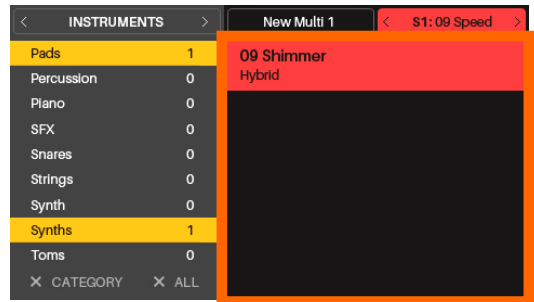 < INSTRUMENTS >
New Multi 1
< S1: 09 Speed >
Pads 1
Percussion 0
Piano 0
SFX 0
Snares 0
Strings 0
Synth 0
Synths 1
Toms 0
✕ CATEGORY ✕ ALL
09 Shimmer
Hybrid